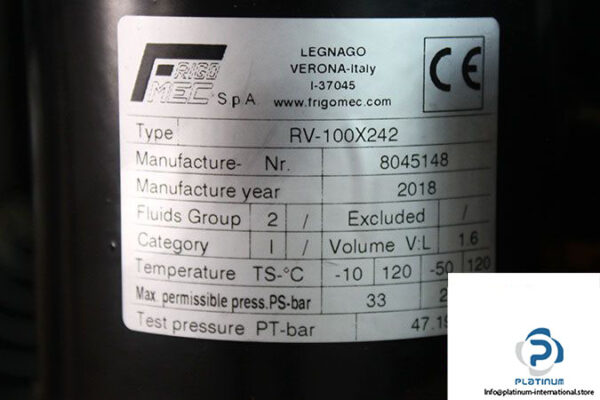 FRIGO
MEC SpA
LEGNAGO
VERONA-Italy
I-37045
www.frigomec.com
CE
Type RV-100X242
Manufacture- Nr. 8045148
Manufacture year 2018
Fluids Group 2 / Excluded /
Category I / Volume V:L 1.6
Temperature TS-°C -10 120 -50 120
Max. permissible press.PS-bar 33
Test pressure PT-bar
PLATINUM
Info@platinum-international.store